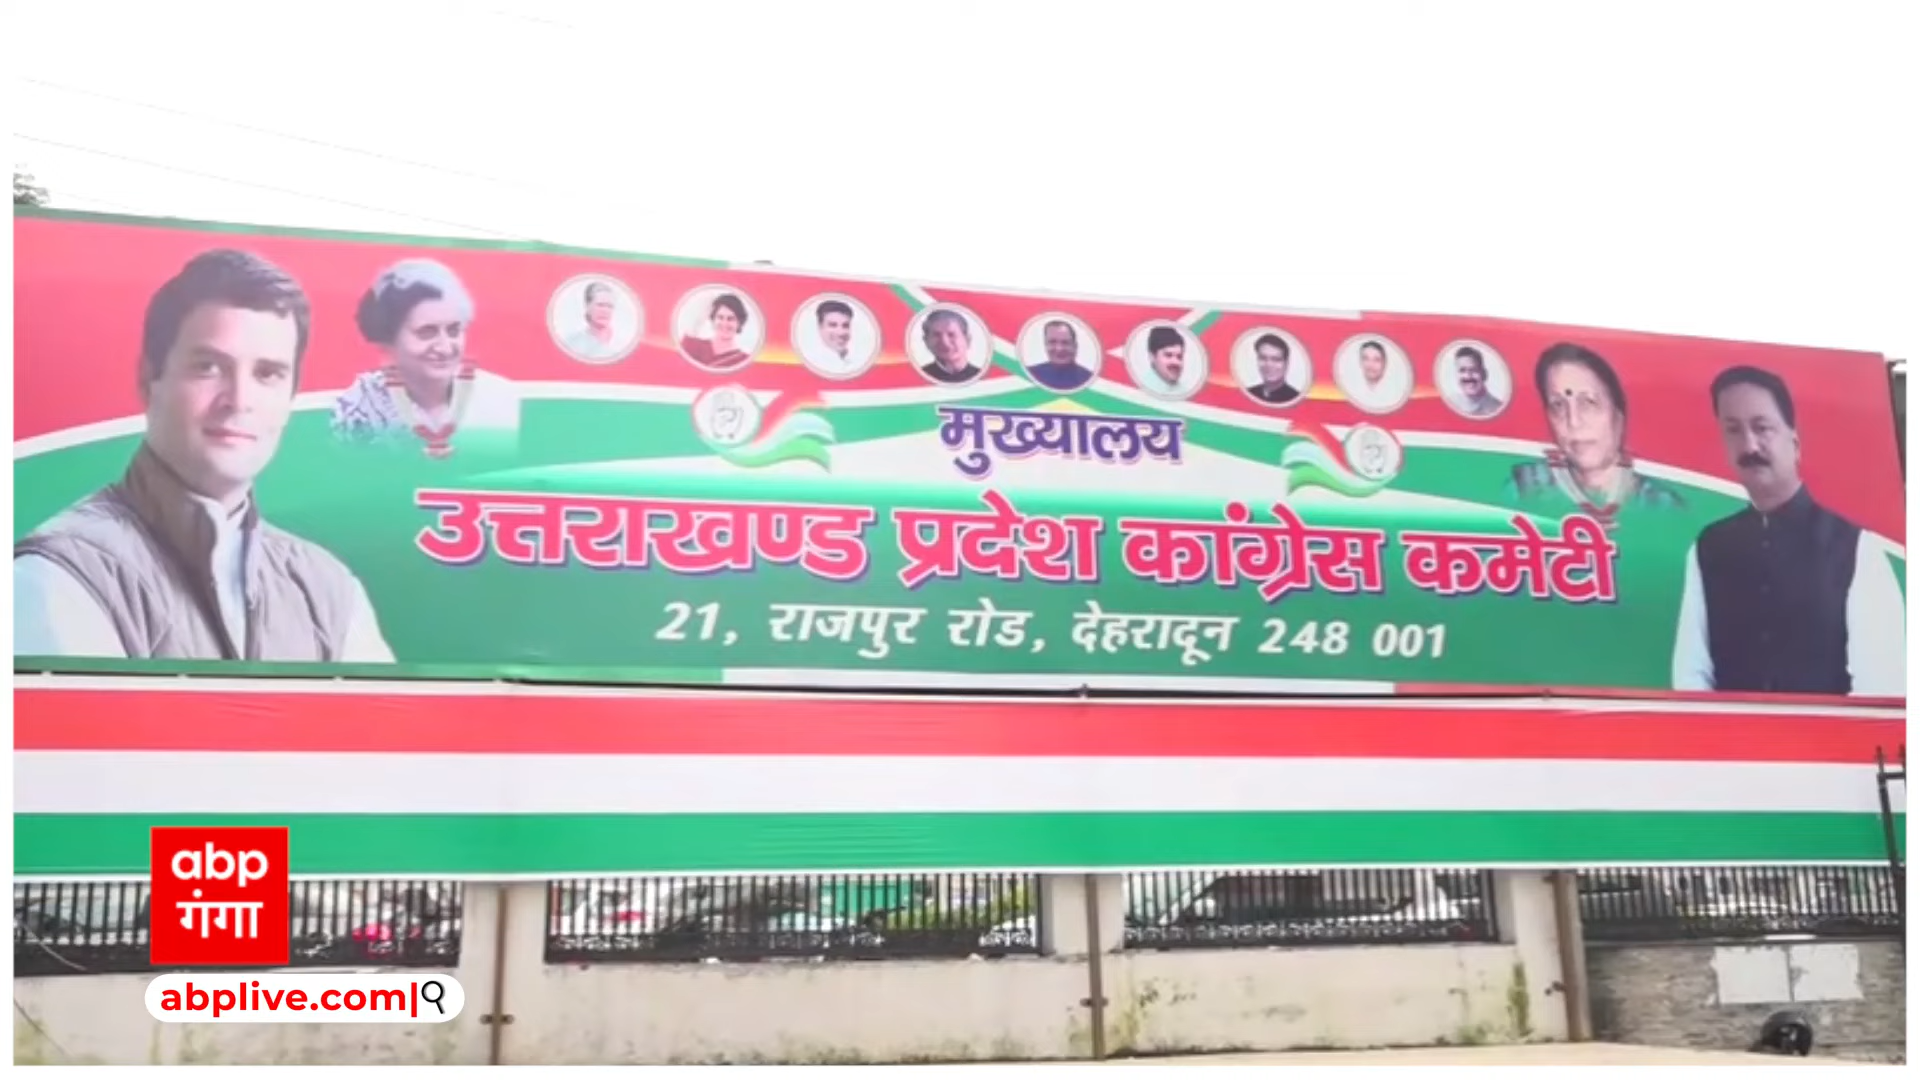 मुख्यालय
उत्तराखण्ड प्रदेश कांग्रेस कमेटी
21, राजपुर रोड, देहरादून 248 001
abp
गंगा
abplive.com